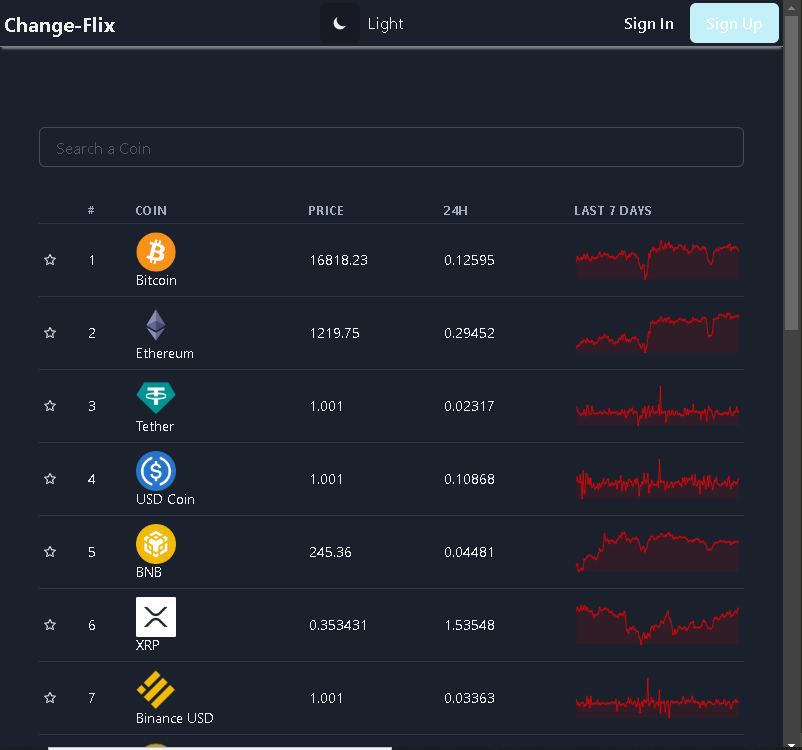 Change-Flix Light Sign In Sign Up
Search a Coin
# COIN PRICE 24H LAST 7 DAYS
1 Bitcoin 16818.23 0.12595
2 Ethereum 1219.75 0.29452
3 Tether 1.001 0.02317
4 USD Coin 1.001 0.10868
5 BNB 245.36 0.04481
6 XRP 0.353431 1.53548
7 Binance USD 1.001 0.03363